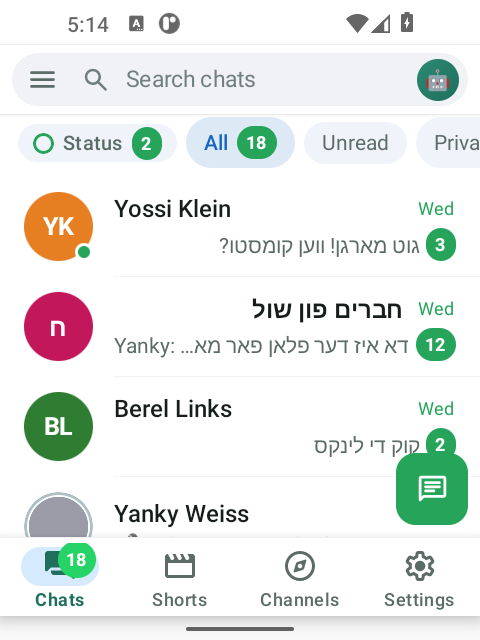 5:14
Search chats
Status 2
All 18
Unread
Priva
YK
Yossi Klein
Wed
גוט מארגן! ווען קומסטו?
3
ח
חברים פון שול
Wed
Yanky: דא איז דער פלאן פאר מא...
12
BL
Berel Links
Wed
קוק די לינקס
2
Yanky Weiss
18
Chats
Shorts
Channels
Settings